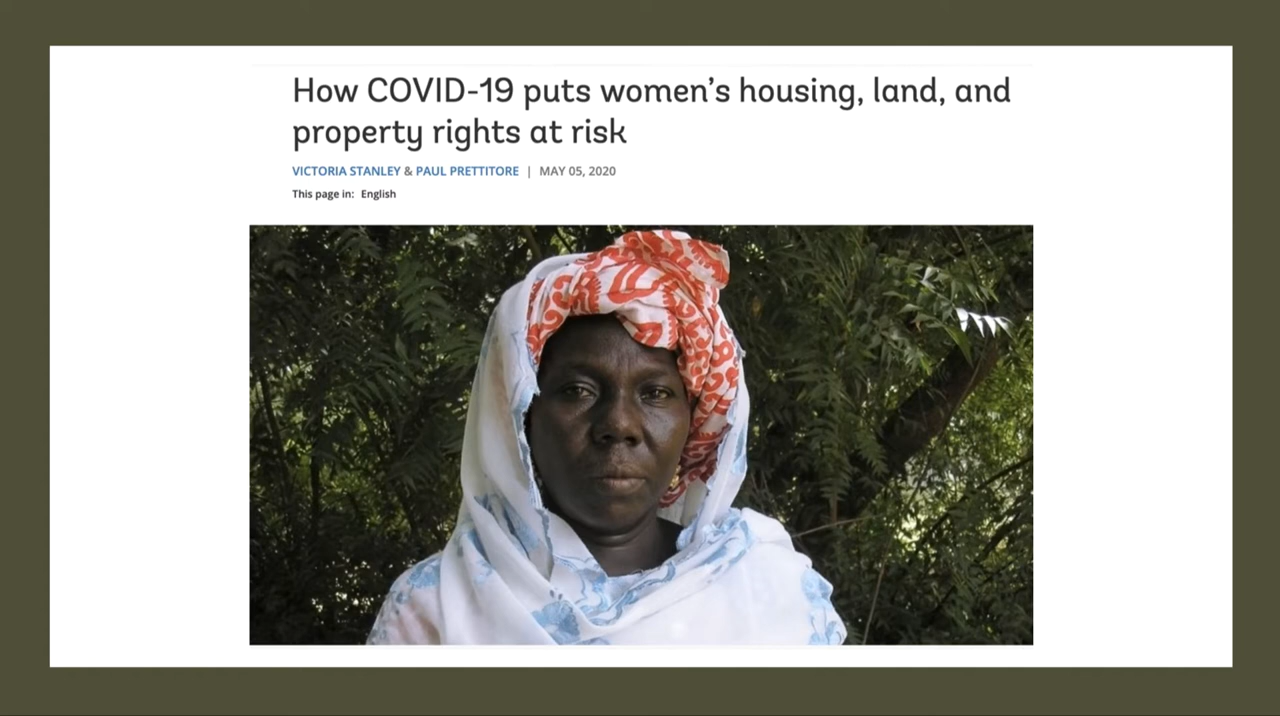 How COVID-19 puts women’s housing, land, and
property rights at risk
VICTORIA STANLEY & PAUL PRETTITORE | MAY 05, 2020
This page in: English